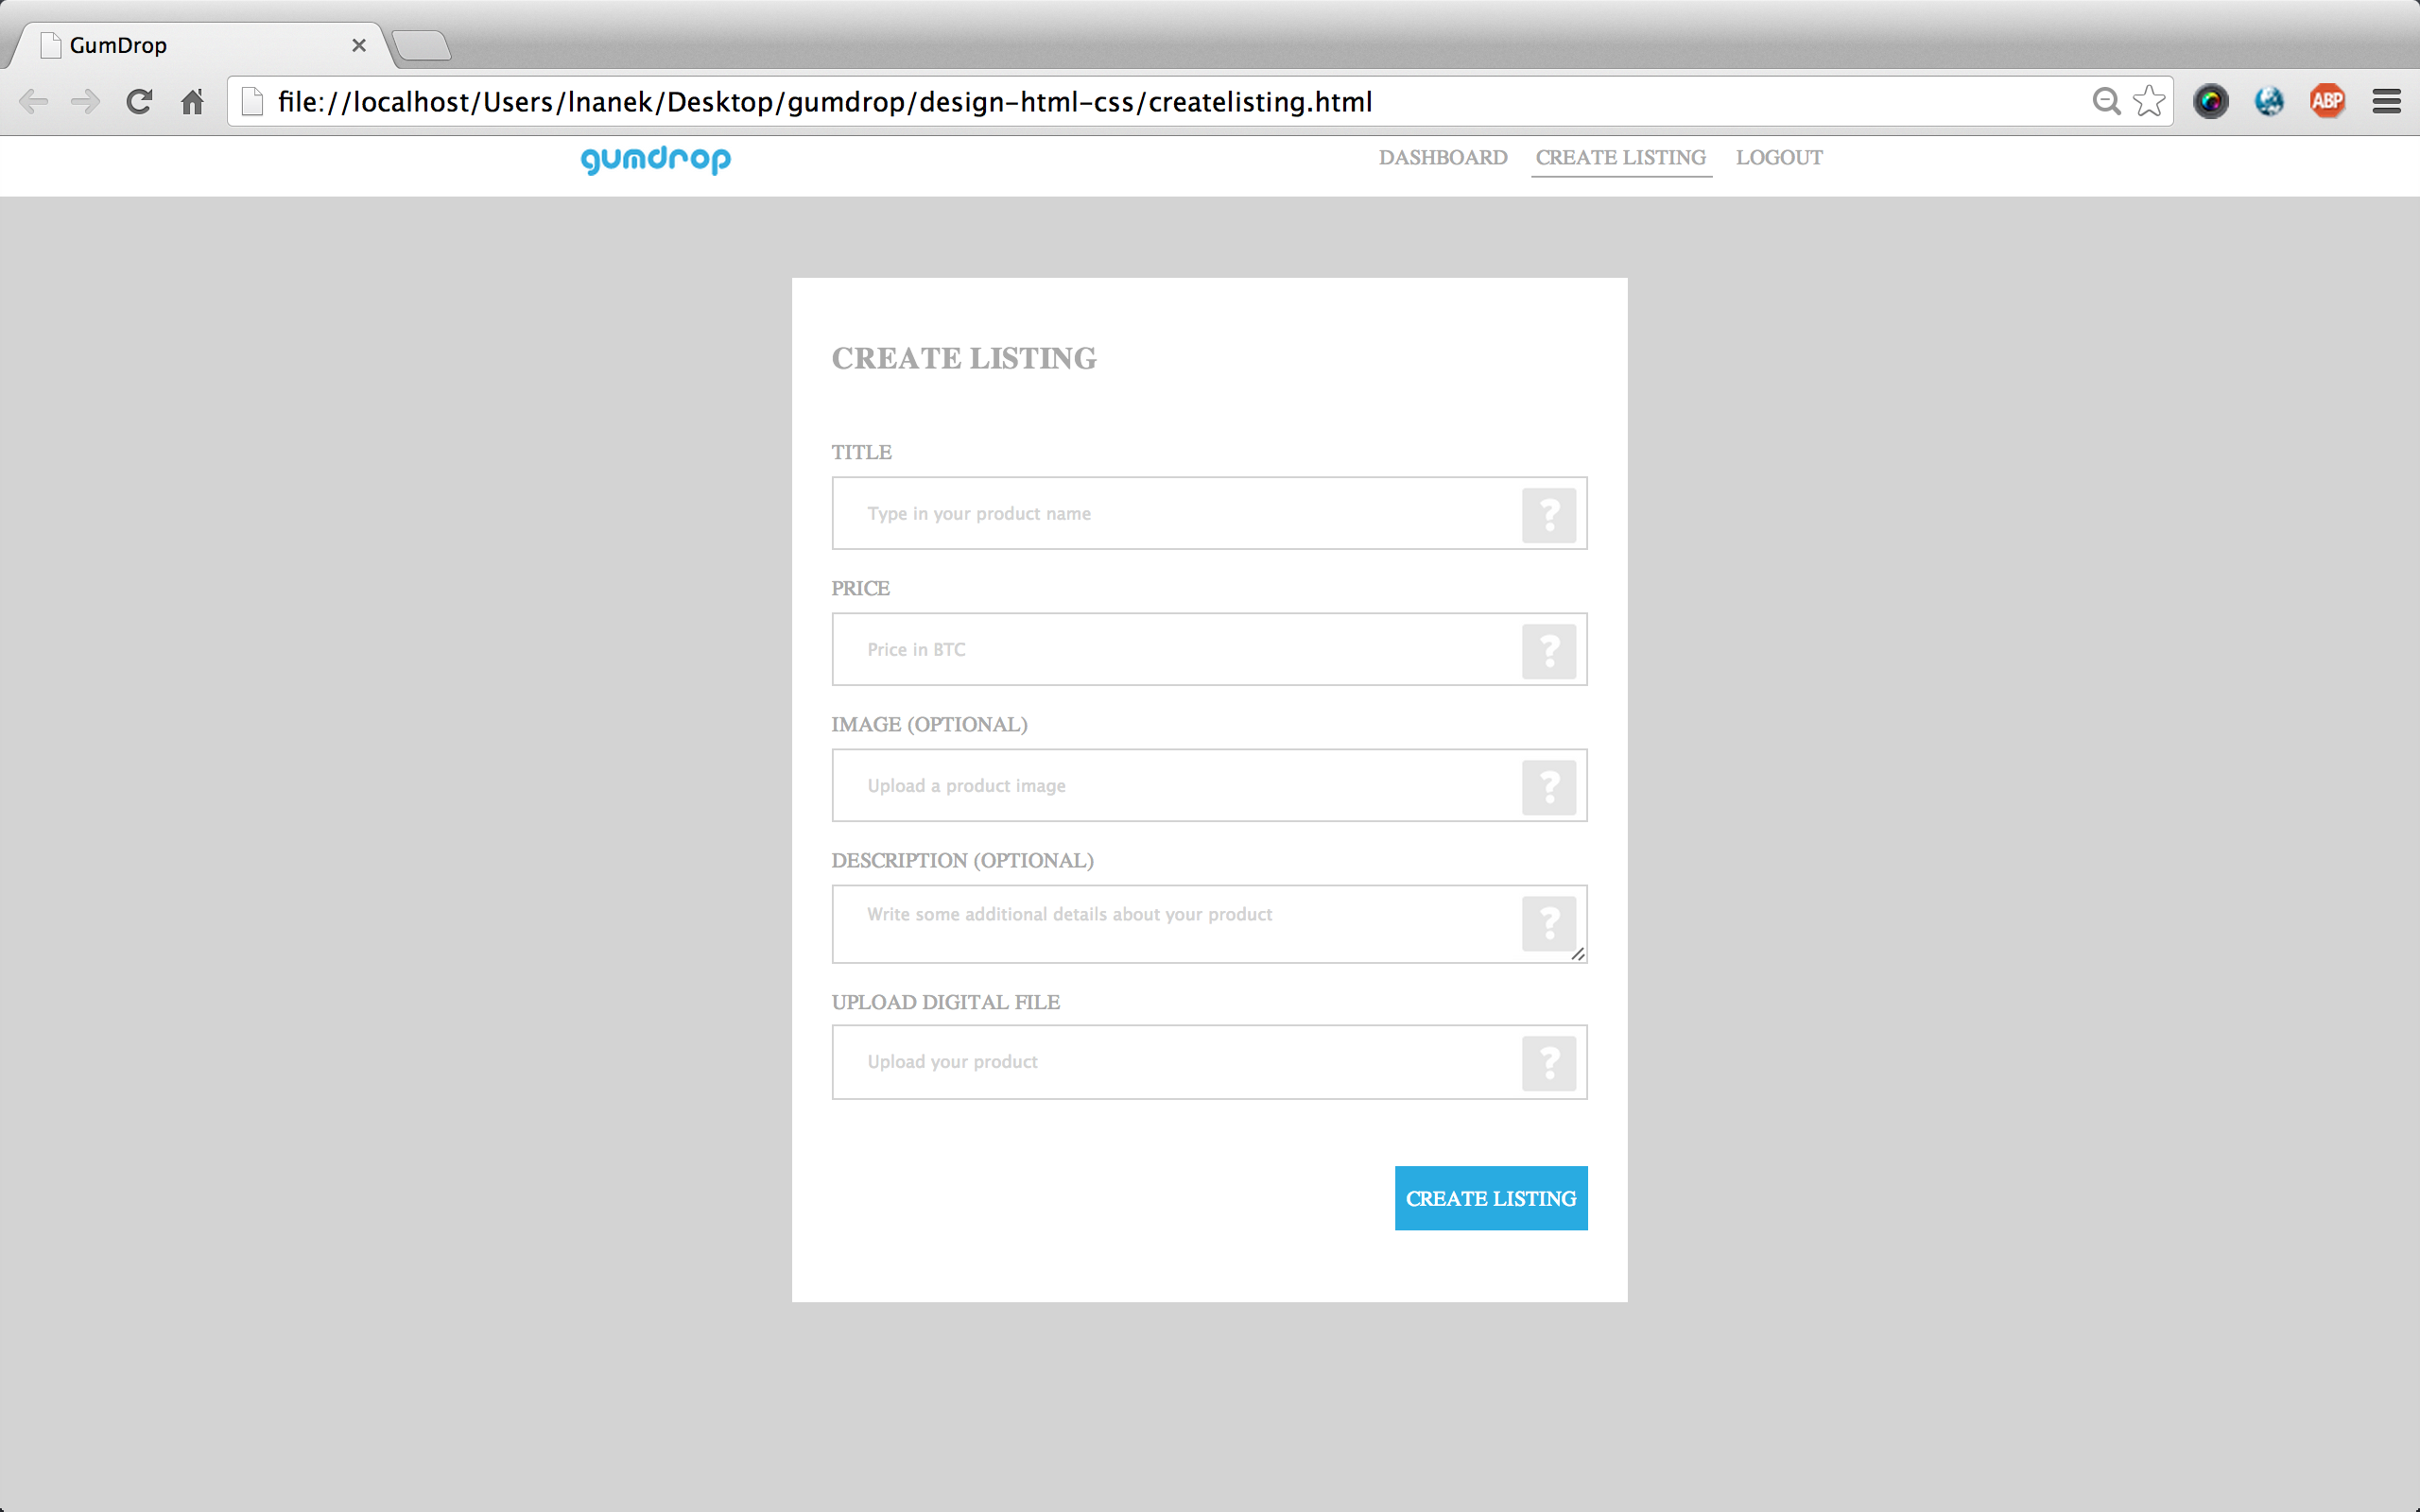 GumDrop
file://localhost/Users/lnanek/Desktop/gumdrop/design-html-css/createlisting.html
ABP
gumdrop
DASHBOARD CREATE LISTING LOGOUT
CREATE LISTING
TITLE
Type in your product name
?
PRICE
Price in BTC
?
IMAGE (OPTIONAL)
Upload a product image
?
DESCRIPTION (OPTIONAL)
Write some additional details about your product
?
UPLOAD DIGITAL FILE
Upload your product
?
CREATE LISTING